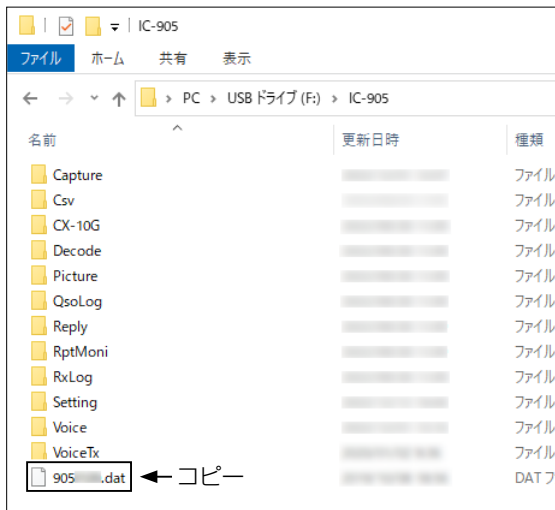 IC-905
ファイル ホーム 共有 表示
PC > USB ドライブ (F:) > IC-905
名前 更新日時 種類
Capture ファイル
Csv ファイル
CX-10G ファイル
Decode ファイル
Picture ファイル
QsoLog ファイル
Reply ファイル
RptMoni ファイル
RxLog ファイル
Setting ファイル
Voice ファイル
VoiceTx ファイル
905 .dat コピー DAT フ